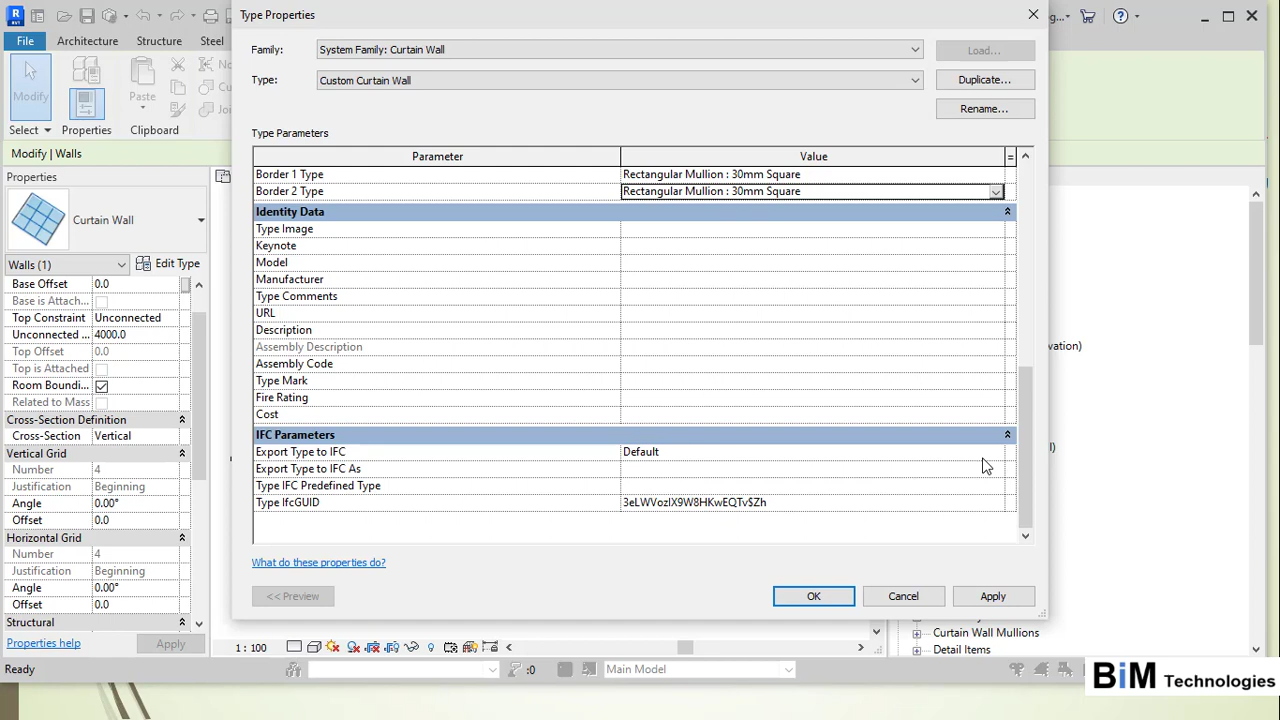 Type Properties
Family:
System Family: Curtain Wall
Load...
Type:
Custom Curtain Wall
Duplicate...
Rename...
Type Parameters
Parameter
Value
=
Border 1 Type
Rectangular Mullion : 30mm Square
Border 2 Type
Rectangular Mullion : 30mm Square
Identity Data
Type Image
Keynote
Model
Manufacturer
Type Comments
URL
Description
Assembly Description
Assembly Code
Type Mark
Fire Rating
Cost
IFC Parameters
Export Type to IFC
Default
Export Type to IFC As
Type IFC Predefined Type
Type IfcGUID
What do these properties do?
<< Preview
OK
Cancel
Apply
R
File
Architecture
Structure
Steel
Modify
Properties
Paste
Select
Properties
Clipboard
Modify | Walls
Properties
Curtain Wall
Walls (1)
Edit Type
Base Offset
0.0
Base is Attach...
Top Constraint
Unconnected
Unconnected ...
4000.0
Top Offset
0.0
Top is Attached
Room Boundi...
Related to Mass
Cross-Section Definition
Cross-Section
Vertical
Vertical Grid
Number
4
Justification
Beginning
Angle
0.00°
Offset
0.0
Horizontal Grid
Number
4
Justification
Beginning
Angle
0.00°
Offset
0.0
Structural
Properties help
Apply
1 : 100
Ready
:0
Main Model
Curtain Wall Mullions
Detail Items
BiM Technologies